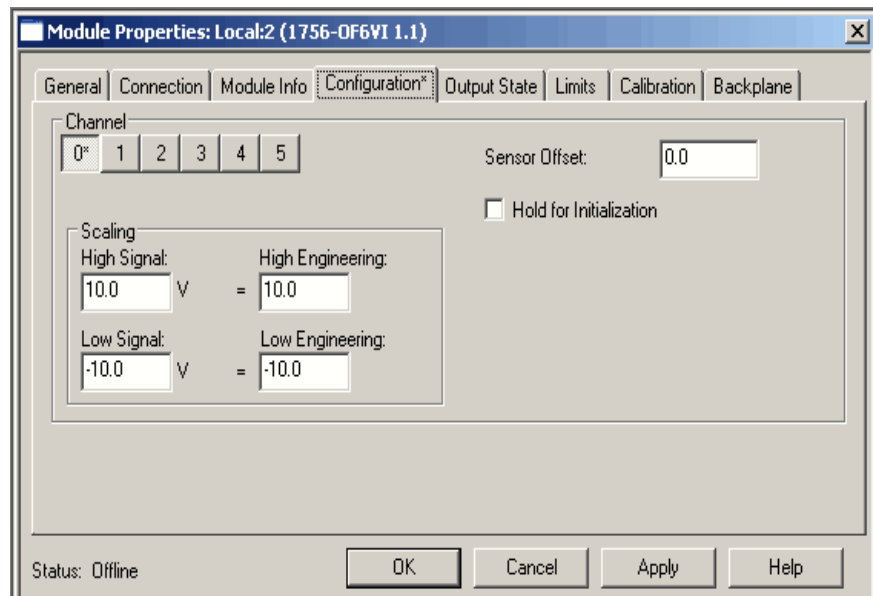 Module Properties: Local:2 (1756-OF6VI 1.1)
General Connection Module Info Configuration* Output State Limits Calibration Backplane
Channel
0* 1 2 3 4 5
Sensor Offset: 0.0
Hold for Initialization
Scaling
High Signal: High Engineering:
10.0 V = 10.0
Low Signal: Low Engineering:
-10.0 V = -10.0
Status: Offline
OK Cancel Apply Help